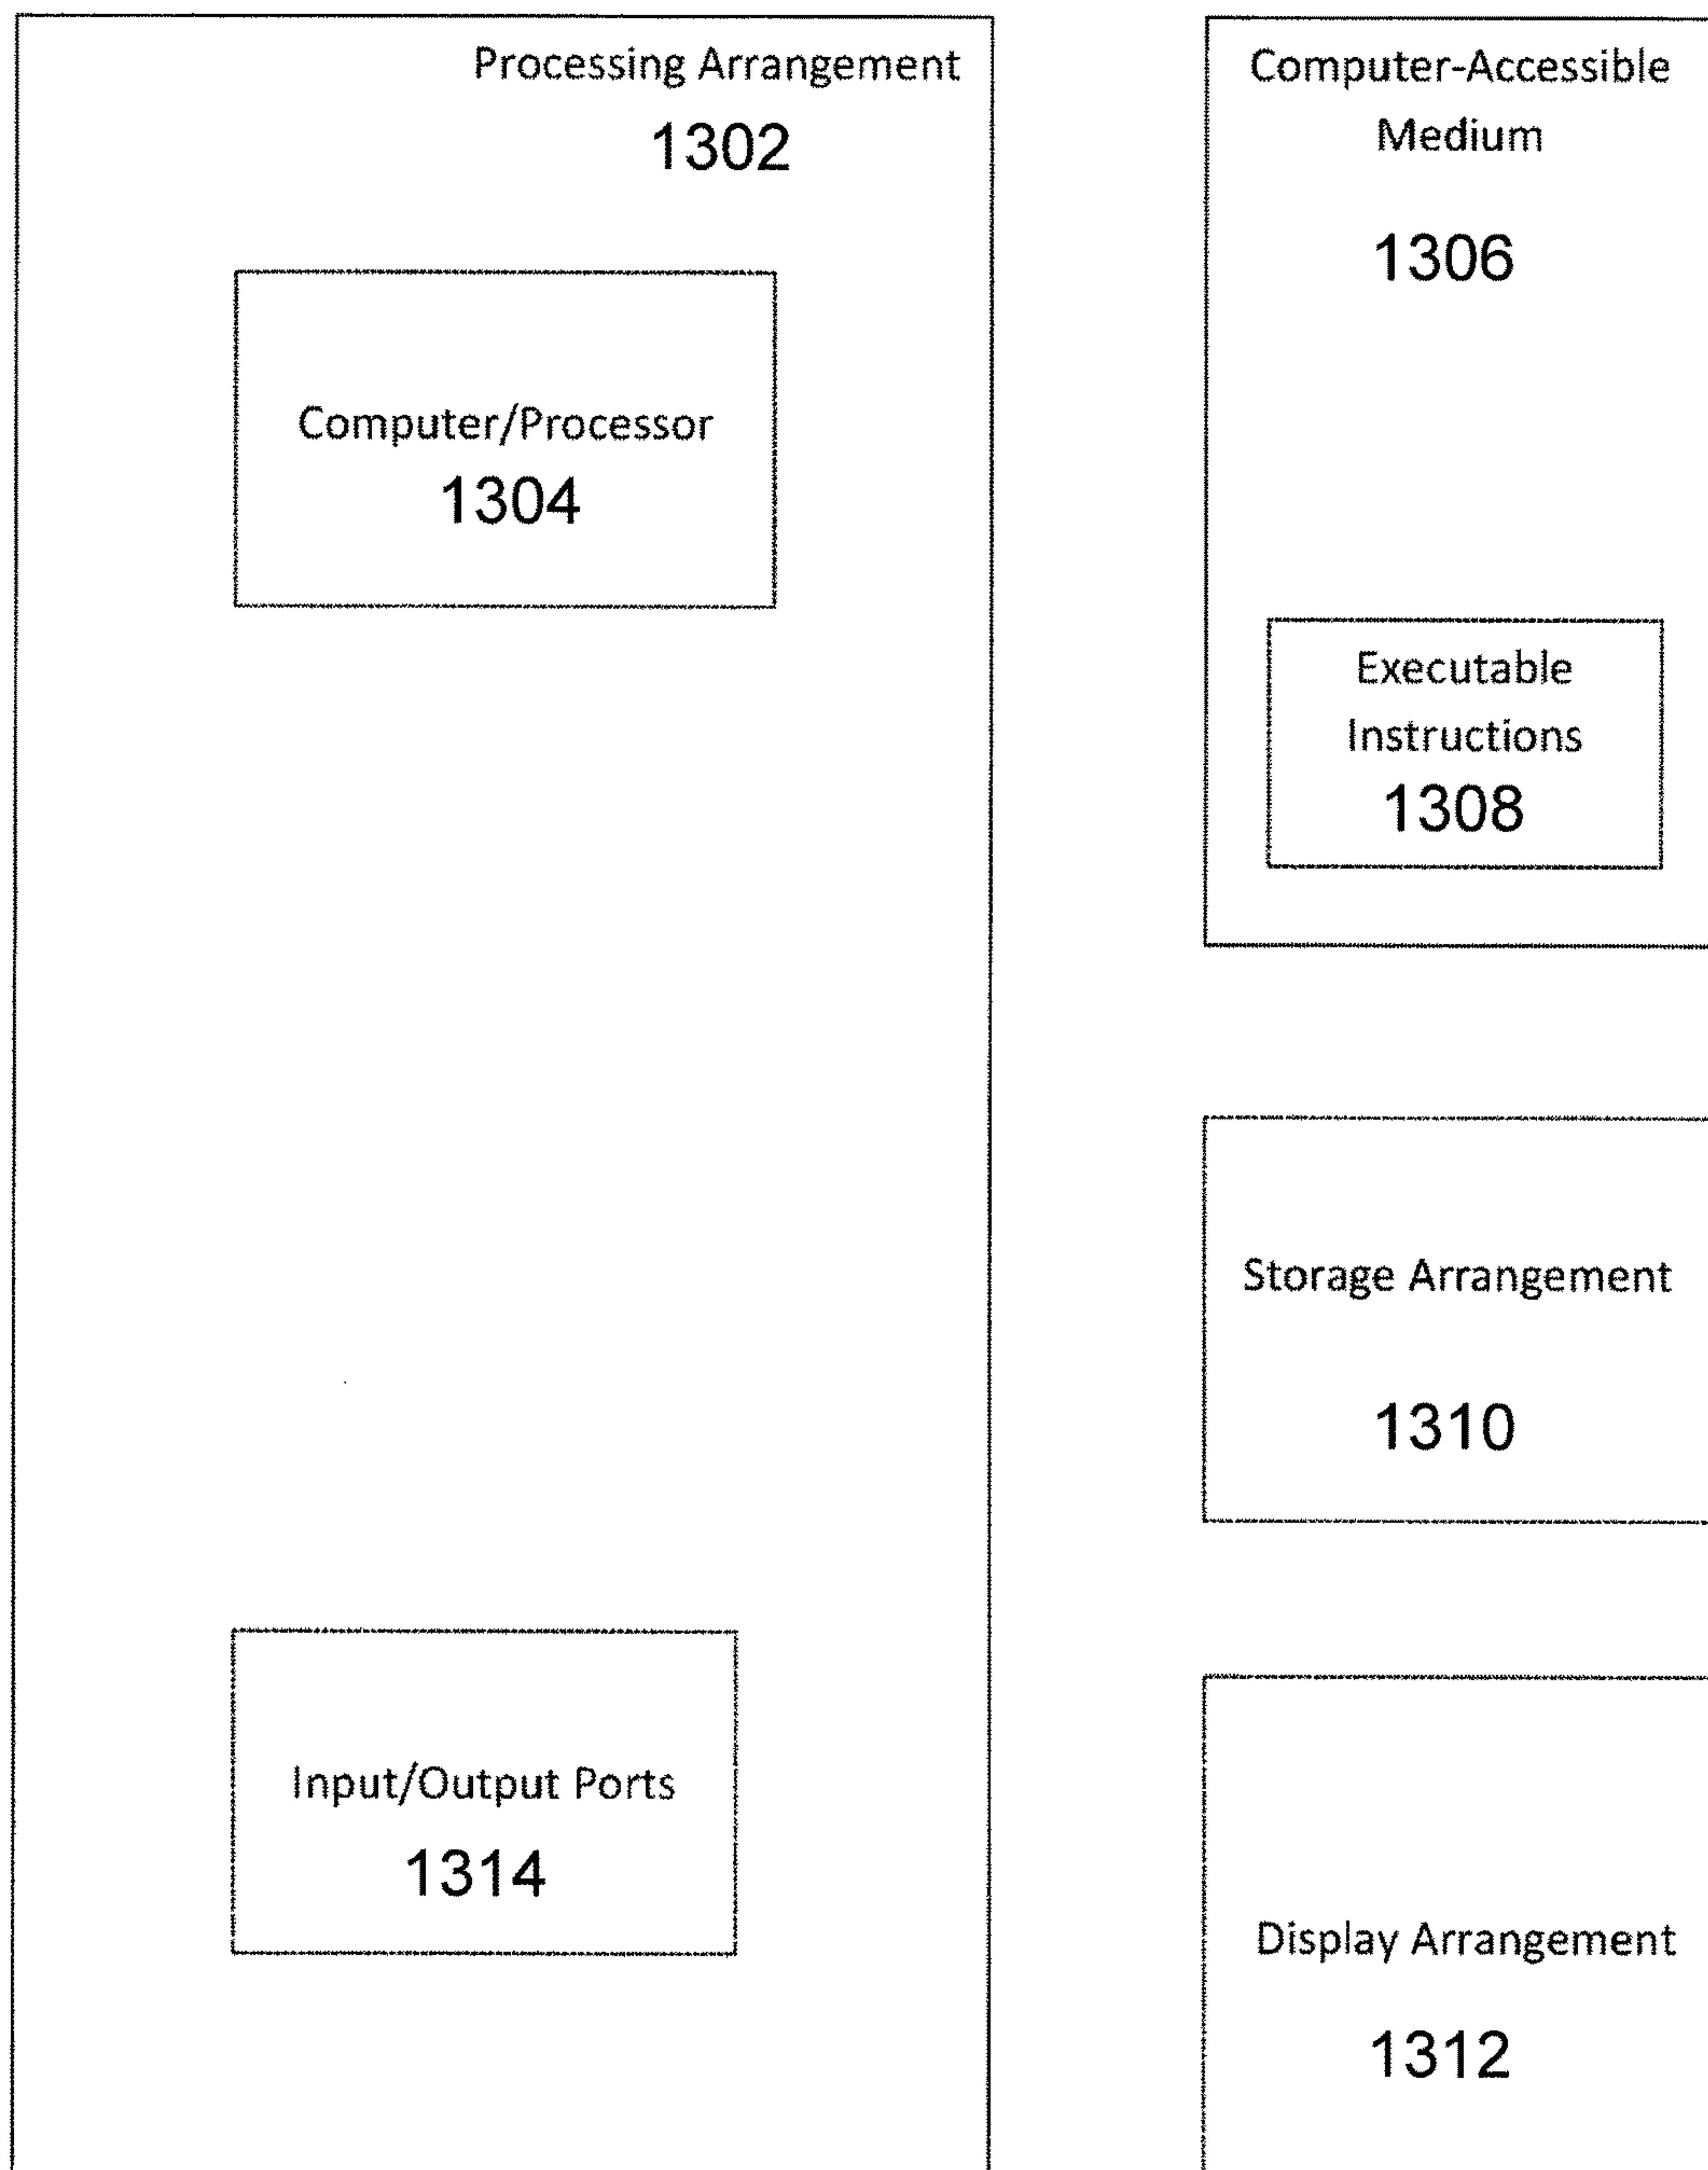 Processing Arrangement
1302
Computer/Processor
1304
Input/Output Ports
1314
Computer-Accessible
Medium
1306
Executable
Instructions
1308
Storage Arrangement
1310
Display Arrangement
1312